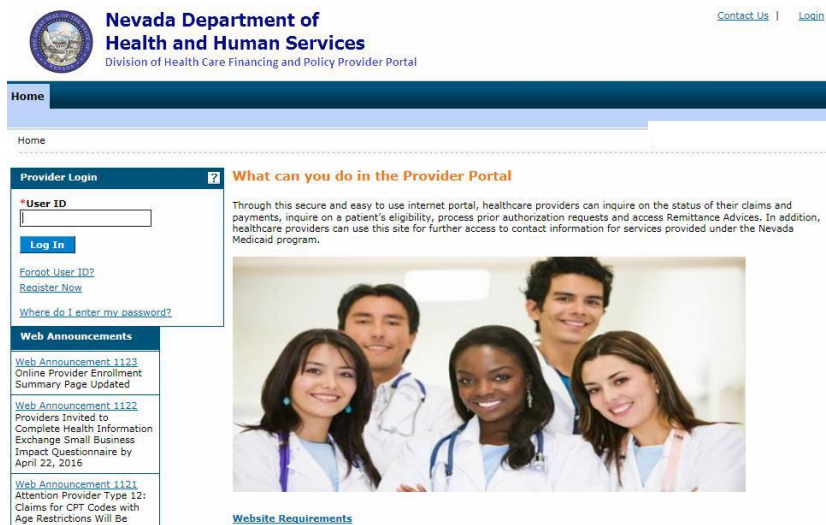 Nevada Department of
Health and Human Services
Division of Health Care Financing and Policy Provider Portal
Contact Us |
Login
Home
Home
Provider Login
?
*User ID
Log In
Forgot User ID?
Register Now
Where do I enter my password?
Web Announcements
Web Announcement 1123
Online Provider Enrollment
Summary Page Updated
Web Announcement 1122
Providers Invited to
Complete Health Information
Exchange Small Business
Impact Questionnaire by
April 22, 2016
Web Announcement 1121
Attention Provider Type 12:
Claims for CPT Codes with
Age Restrictions Will Be
What can you do in the Provider Portal
Through this secure and easy to use internet portal, healthcare providers can inquire on the status of their claims and
payments, inquire on a patient's eligibility, process prior authorization requests and access Remittance Advices. In addition,
healthcare providers can use this site for further access to contact information for services provided under the Nevada
Medicaid program.
Website Requirements